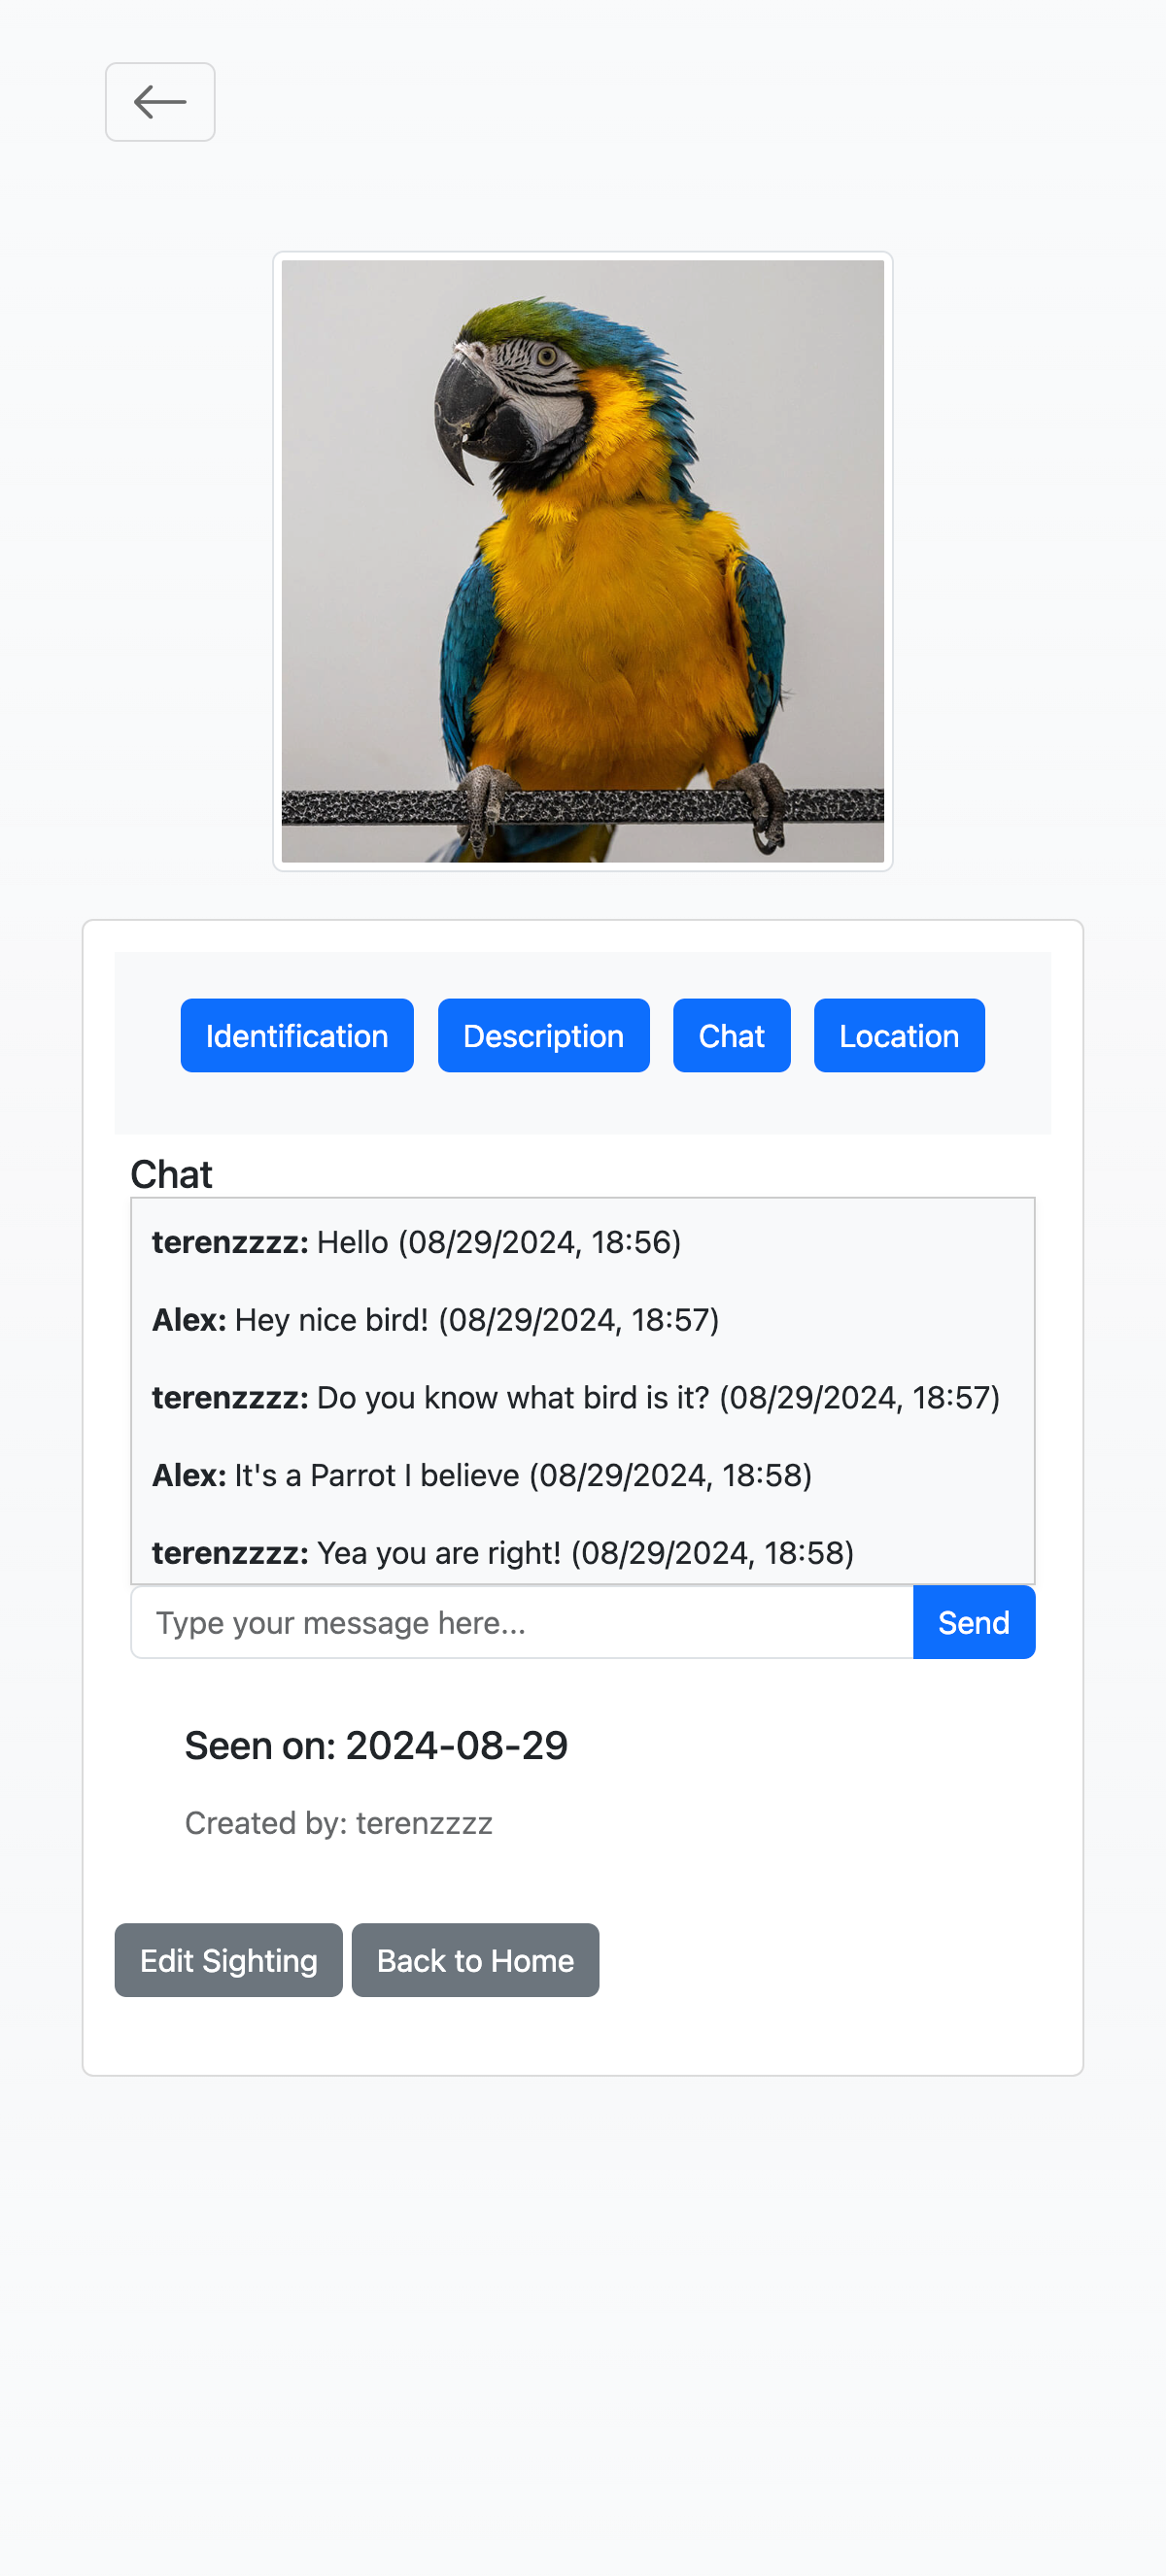 Identification Description Chat Location
Chat
terenzzzz: Hello (08/29/2024, 18:56)
Alex: Hey nice bird! (08/29/2024, 18:57)
terenzzzz: Do you know what bird is it? (08/29/2024, 18:57)
Alex: It's a Parrot I believe (08/29/2024, 18:58)
terenzzzz: Yea you are right! (08/29/2024, 18:58)
Type your message here... Send
Seen on: 2024-08-29
Created by: terenzzzz
Edit Sighting Back to Home